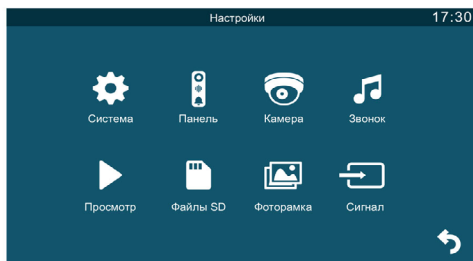 Настройки 17:30
Система Панель Камера Звонок
Просмотр Файлы SD Фоторамка Сигнал